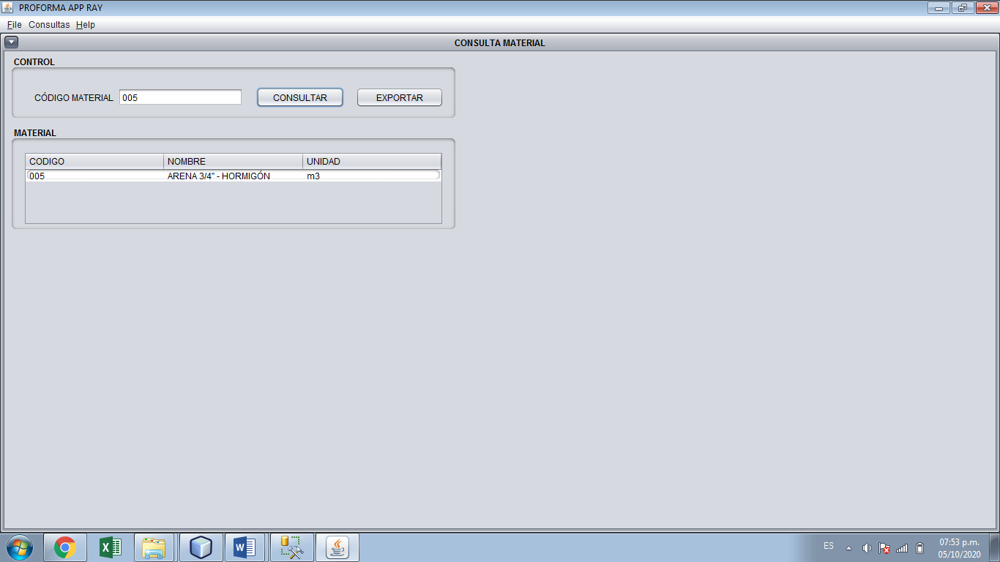 PROFORMA APP RAY
File Consultas Help
CONSULTA MATERIAL
CONTROL
CÓDIGO MATERIAL 005 CONSULTAR EXPORTAR
MATERIAL
CODIGO NOMBRE UNIDAD
005 ARENA 3/4" - HORMIGÓN m3
ES 07:53 p.m.
05/10/2020